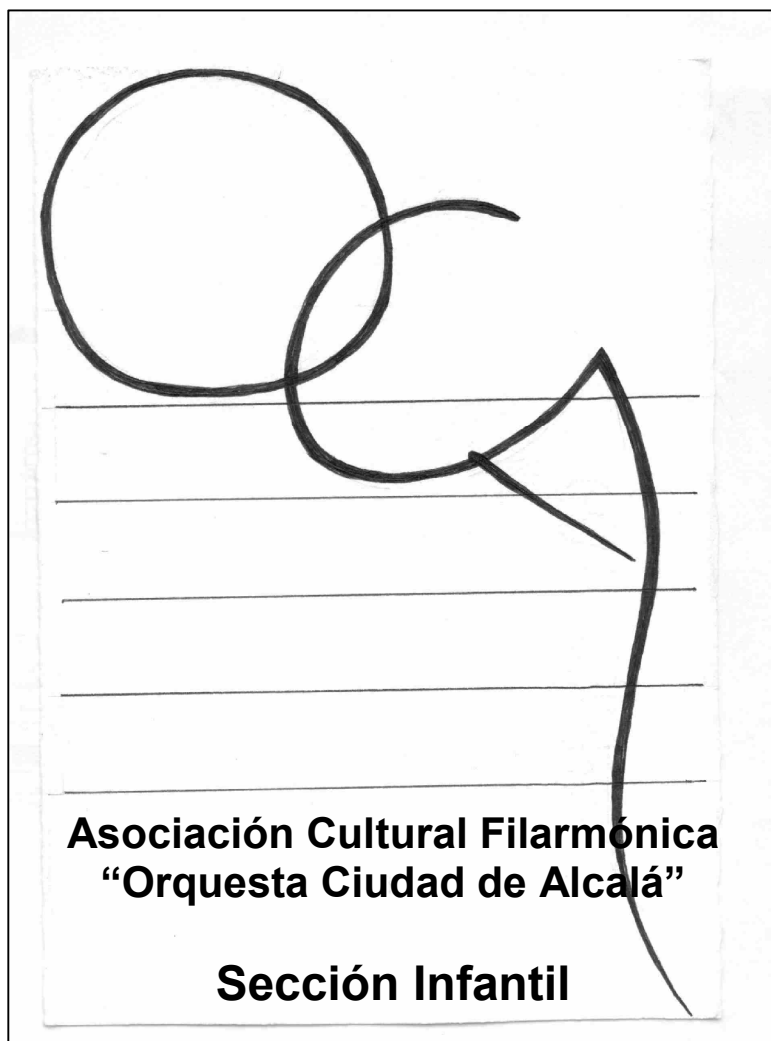 Asociación Cultural Filarmónica
“Orquesta Ciudad de Alcalá”
Sección Infantil